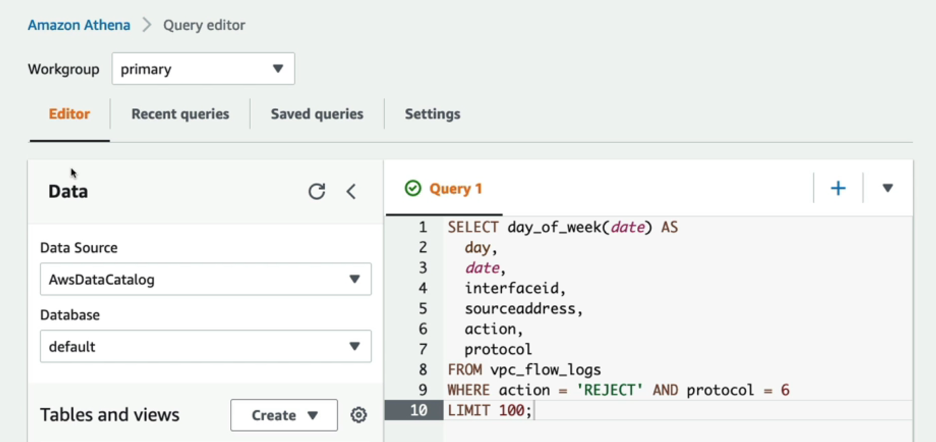 Amazon Athena > Query editor
Workgroup primary
Editor Recent queries Saved queries Settings
Data
Data Source
AwsDataCatalog
Database
default
Tables and views Create
Query 1 +
1 SELECT day_of_week(date) AS
2 day,
3 date,
4 interfaceid,
5 sourceaddress,
6 action,
7 protocol
8 FROM vpc_flow_logs
9 WHERE action = 'REJECT' AND protocol = 6
10 LIMIT 100;